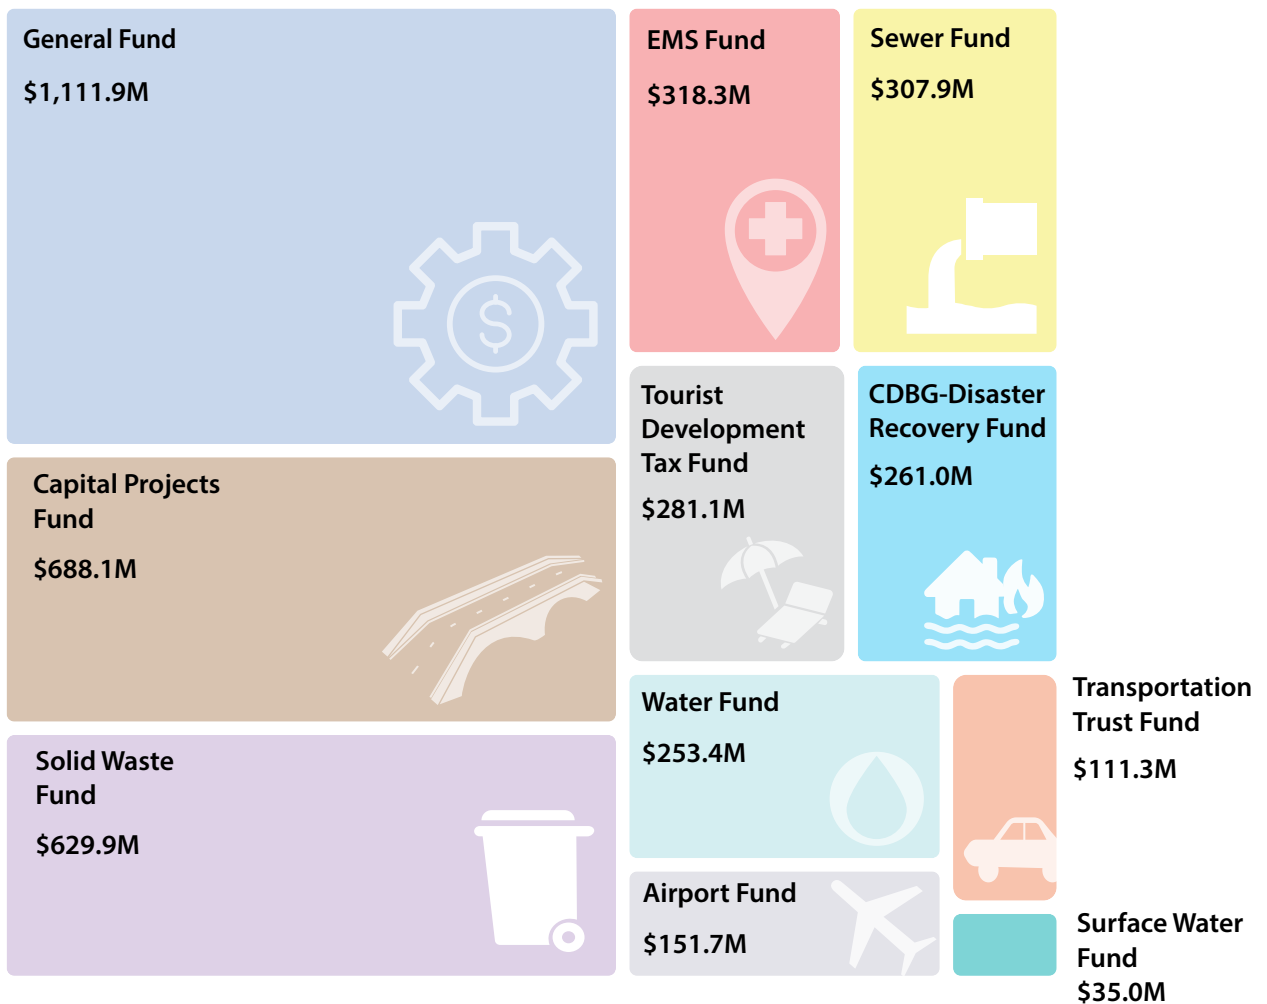 General Fund
$1,111.9M
EMS Fund
$318.3M
Sewer Fund
$307.9M
$
Capital Projects
Fund
$688.1M
Tourist
Development
Tax Fund
$281.1M
CDBG-Disaster
Recovery Fund
$261.0M
Solid Waste
Fund
$629.9M
Water Fund
$253.4M
Transportation
Trust Fund
$111.3M
Airport Fund
$151.7M
Surface Water
Fund
$35.0M